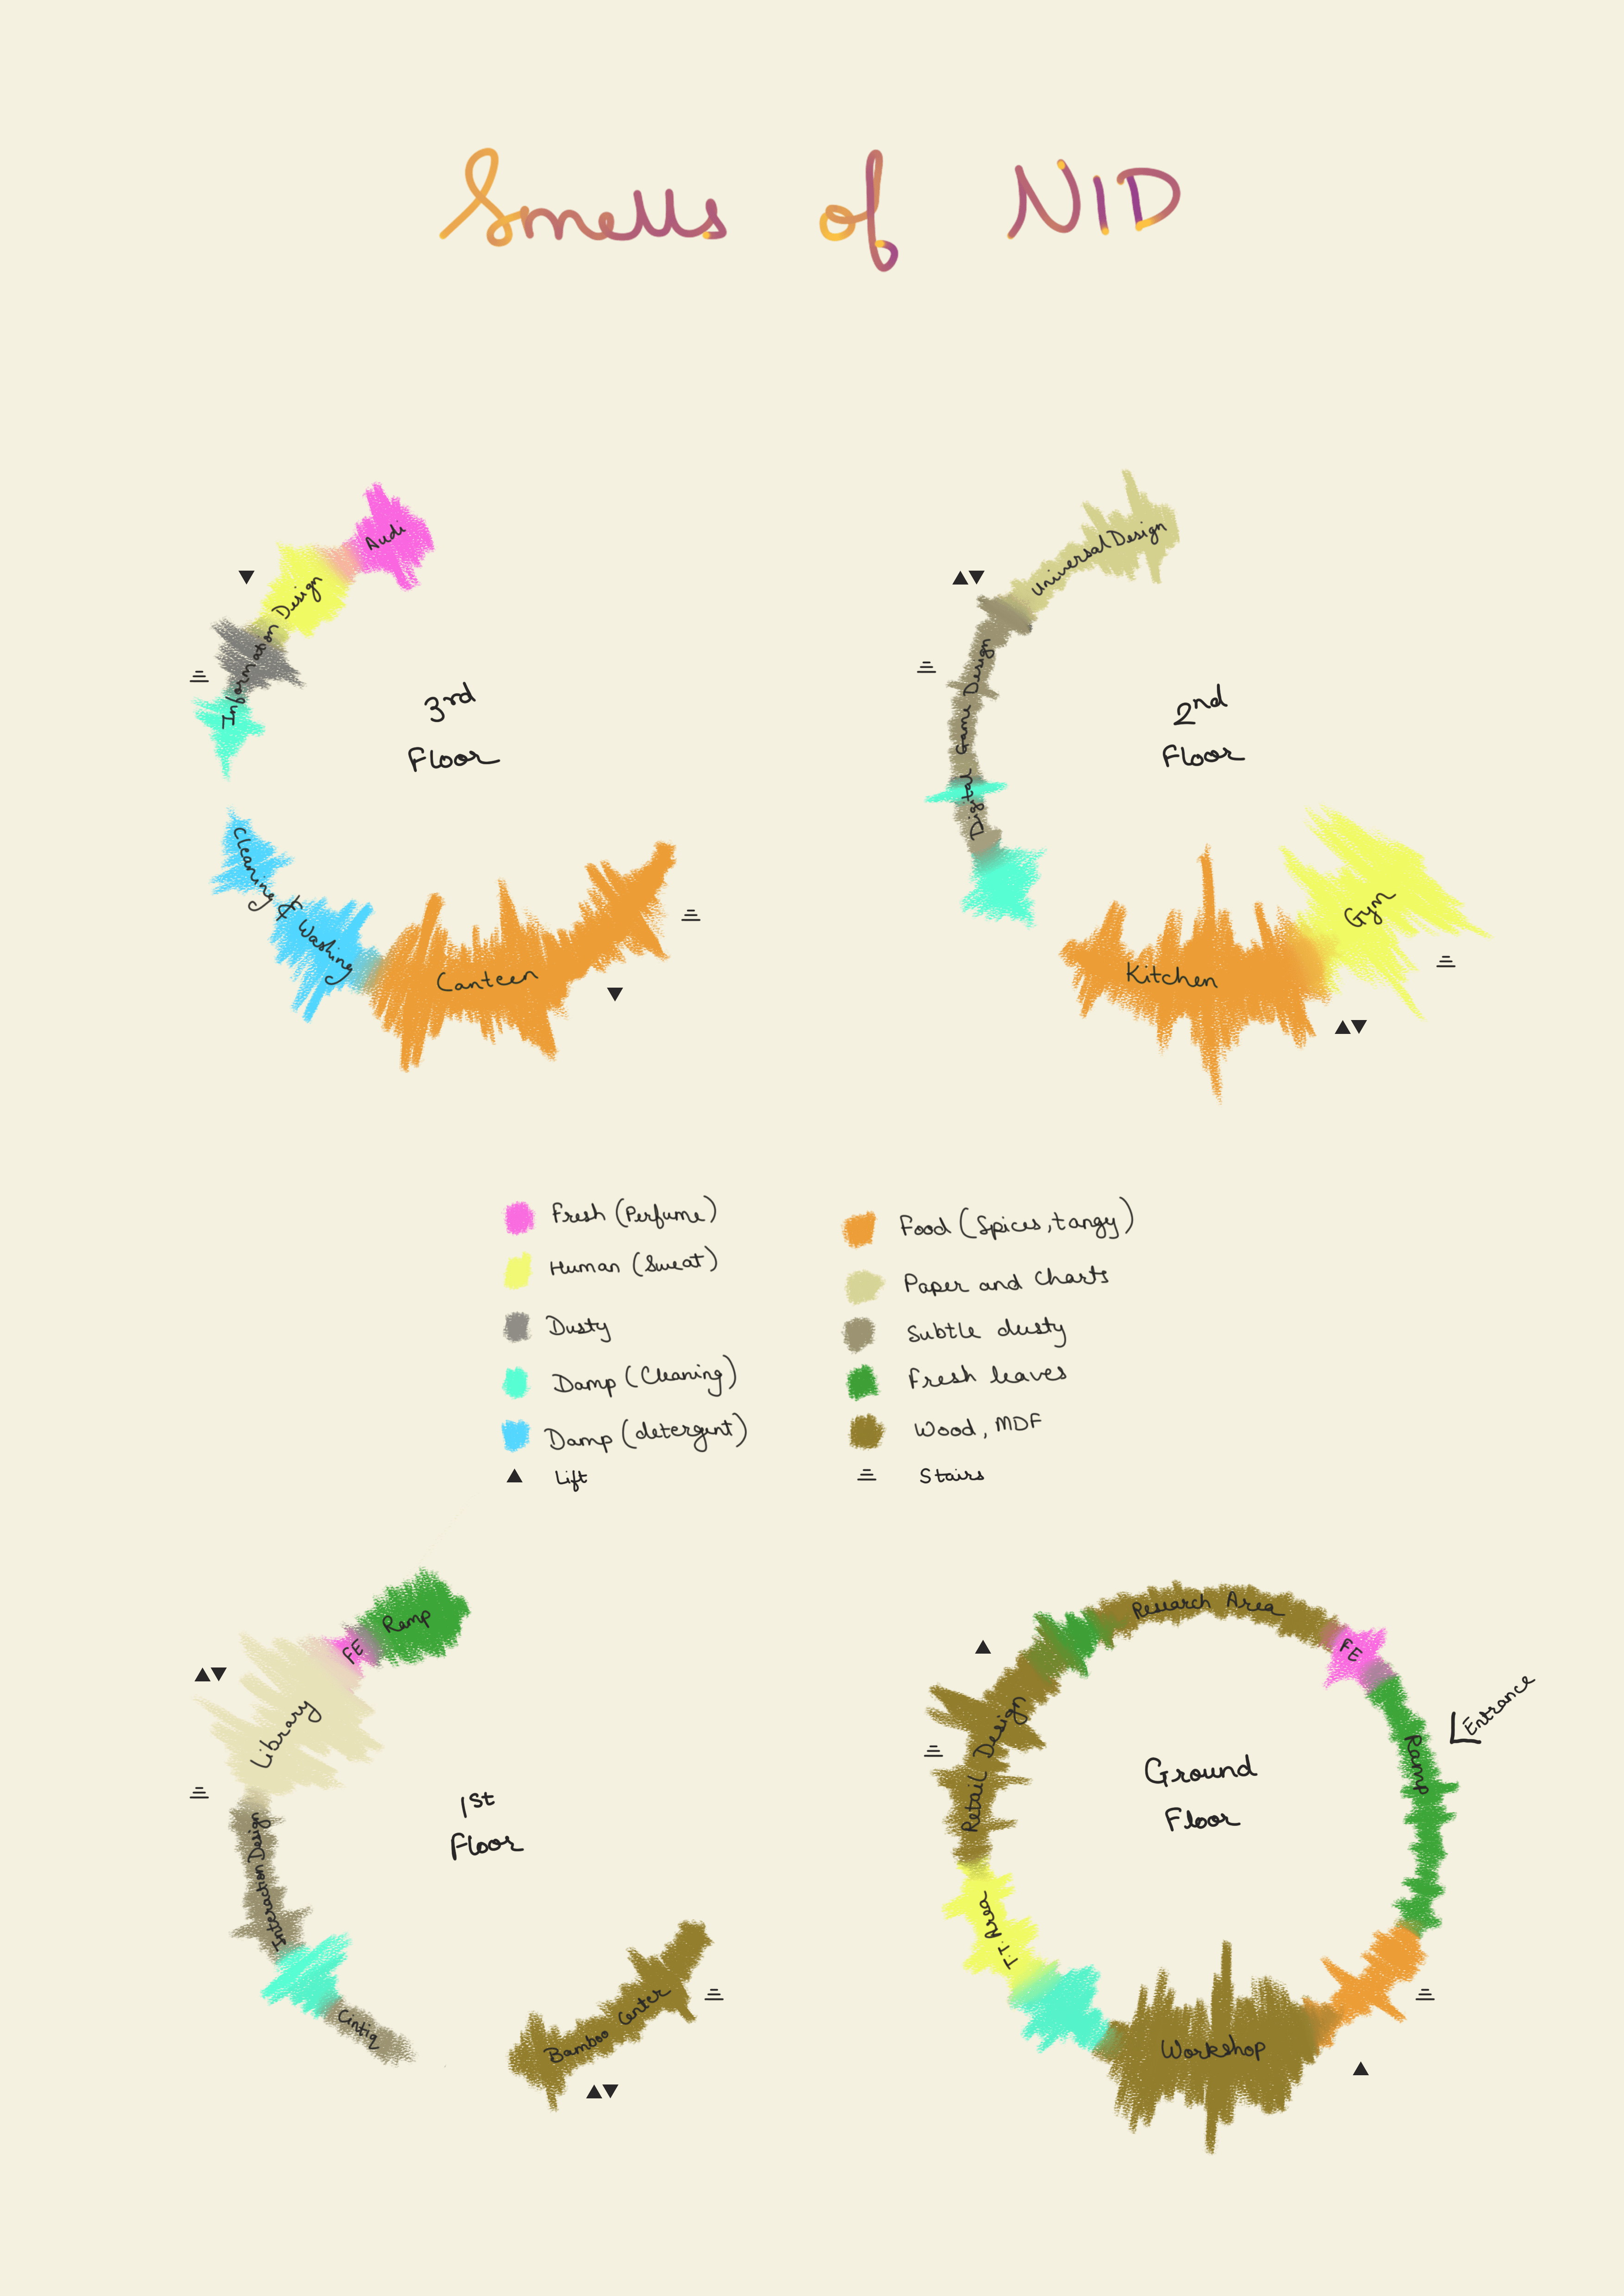 Smells of NID
Audi
Information Design
3rd
Floor
Cleaning & Washing
Canteen
Universal Design
Digital Game Design
2nd
Floor
Gym
Kitchen
Fresh (Perfume)
Human (Sweat)
Dusty
Damp (Cleaning)
Damp (detergent)
Lift
Food (Spices, tangy)
Paper and Charts
Subtle dusty
Fresh leaves
Wood, MDF
Stairs
Ramp
FE
Library
Interaction Design
1st
Floor
Cintiq
Bamboo Center
Research Area
FE
Entrance
Retail Design
Ground
Floor
T.T. Area
Workshop